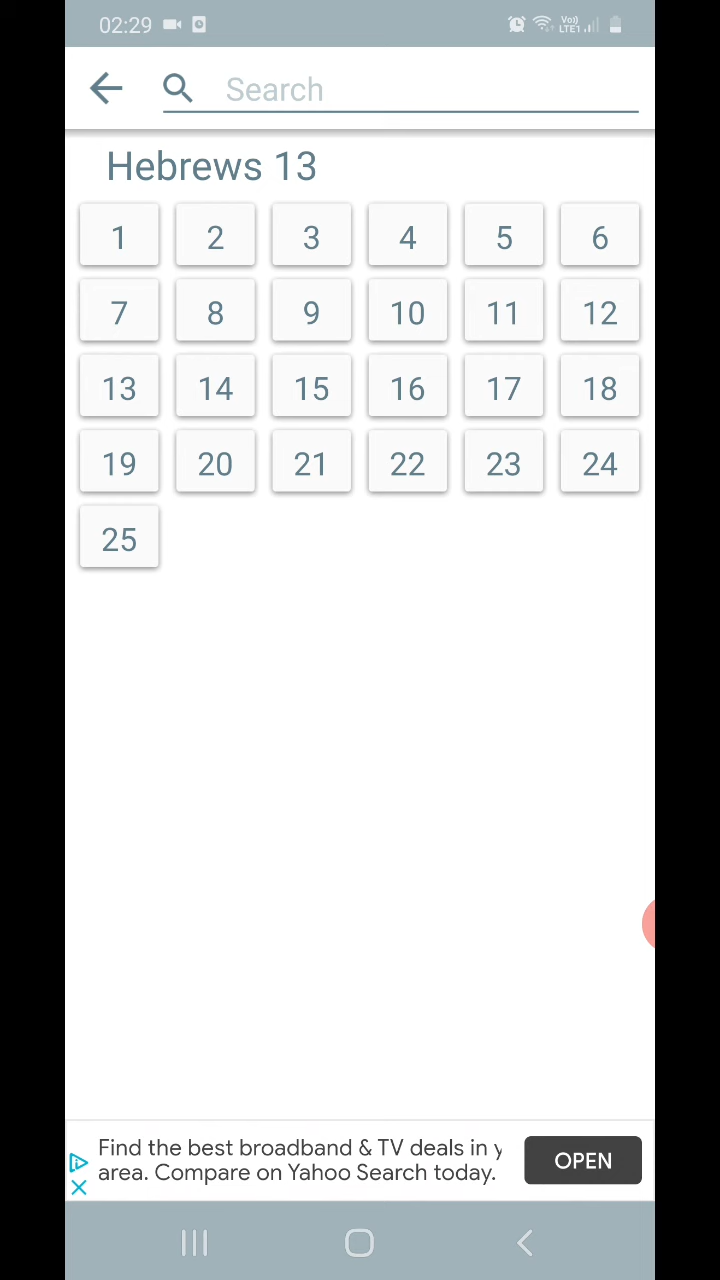 02:29
Vo)) LTE1
Search
Hebrews 13
1 2 3 4 5 6
7 8 9 10 11 12
13 14 15 16 17 18
19 20 21 22 23 24
25
Find the best broadband & TV deals in y
area. Compare on Yahoo Search today.
OPEN